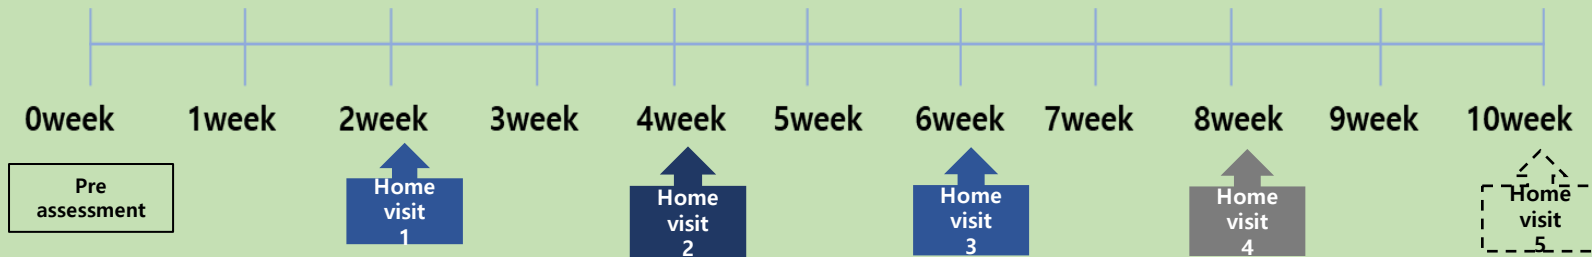 0week 1week 2week 3week 4week 5week 6week 7week 8week 9week 10week
Pre
assessment
Home
visit
1
Home
visit
2
Home
visit
3
Home
visit
4
Home
visit
5